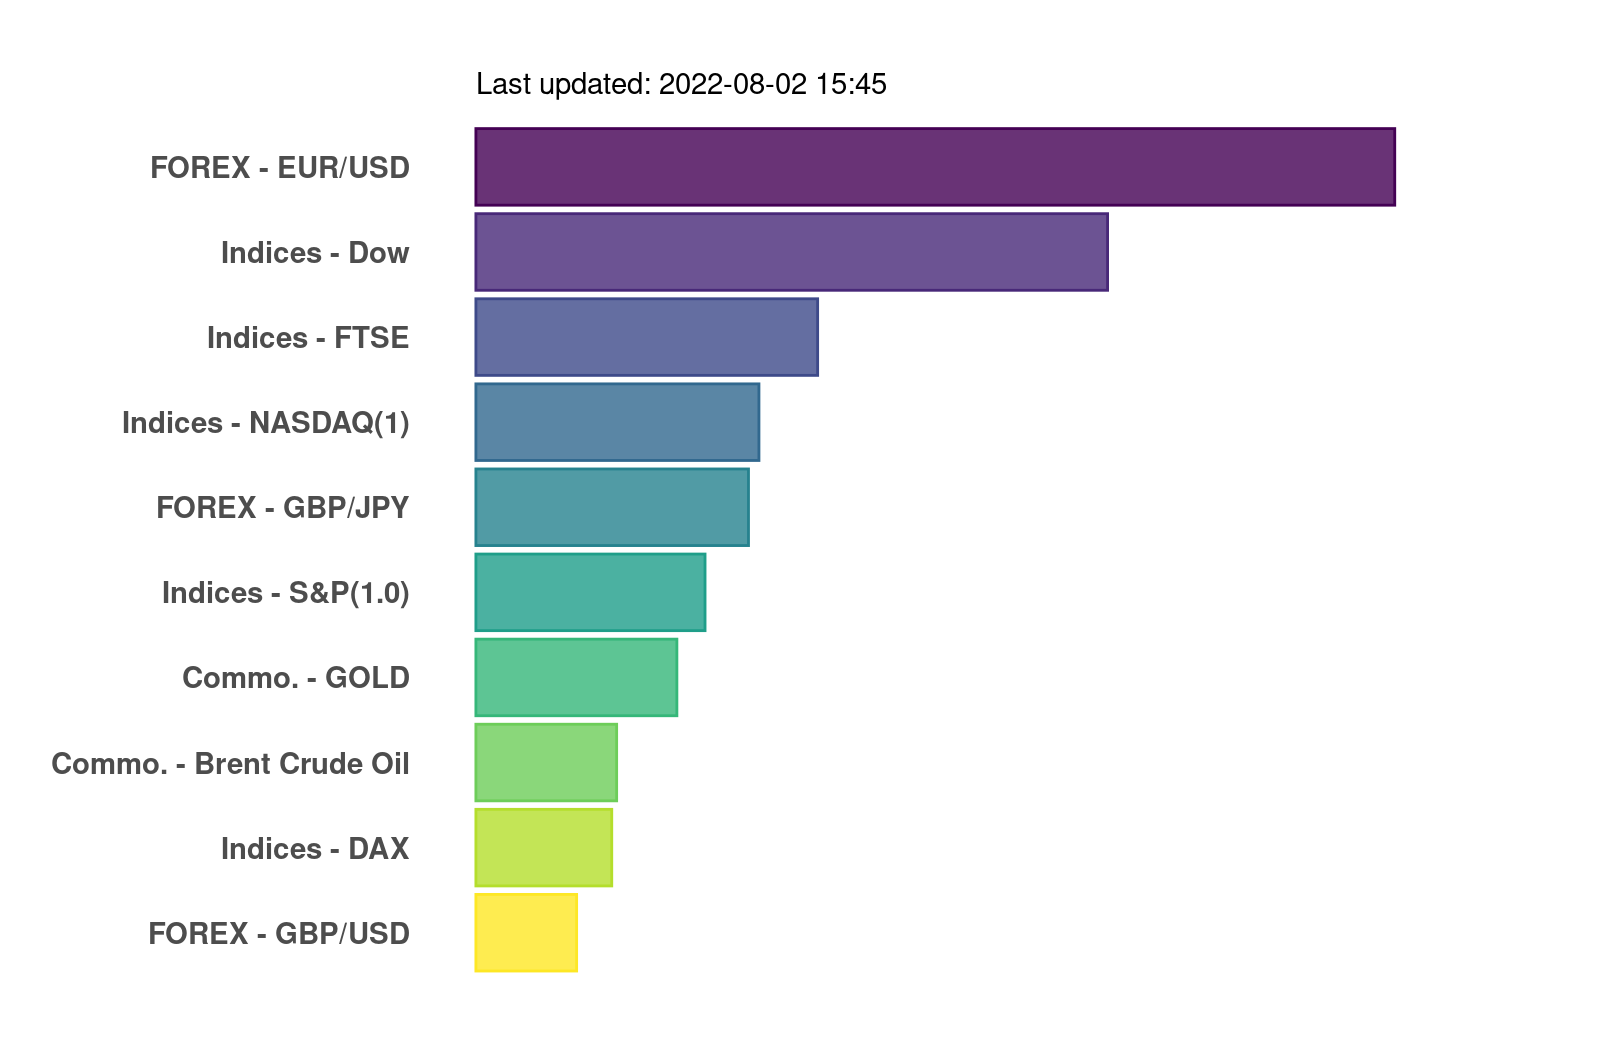 Last updated: 2022-08-02 15:45
FOREX - EUR/USD
Indices - Dow
Indices - FTSE
Indices - NASDAQ(1)
FOREX - GBP/JPY
Indices - S&P(1.0)
Commo. - GOLD
Commo. - Brent Crude Oil
Indices - DAX
FOREX - GBP/USD